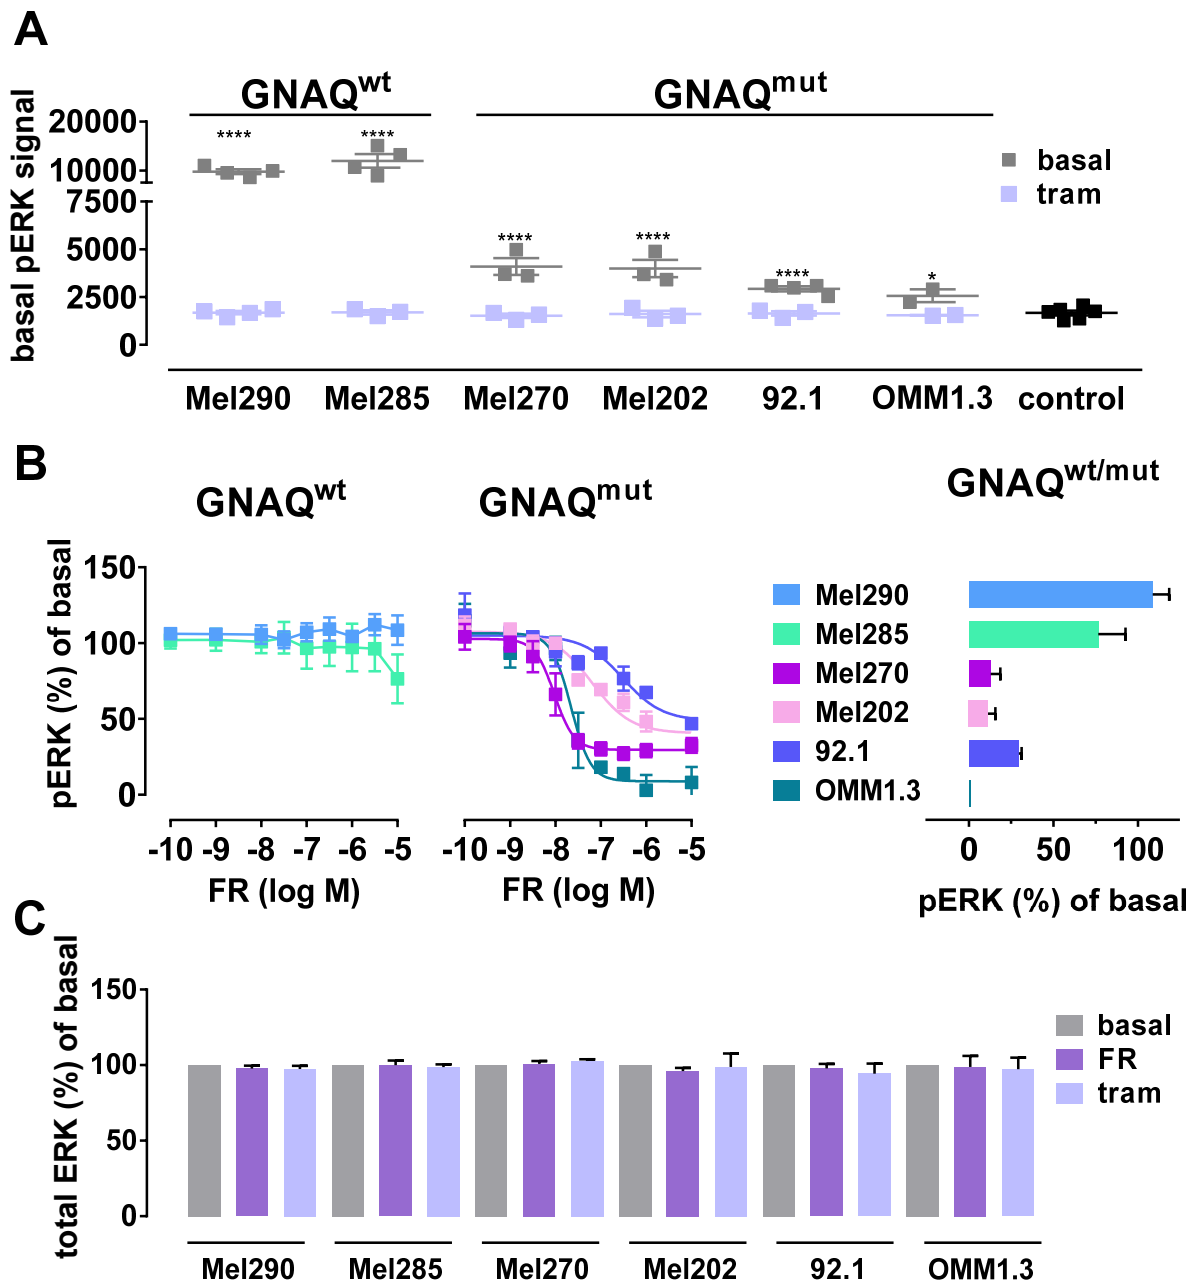 A
GNAQwt
GNAQmut
basal pERK signal
20000
10000
7500
5000
2500
0
****
****
****
****
****
*
basal
tram
Mel290
Mel285
Mel270
Mel202
92.1
OMM1.3
control
B
GNAQwt
GNAQmut
GNAQwt/mut
pERK (%) of basal
150
100
50
0
-10
-9
-8
-7
-6
-5
FR (log M)
-10
-9
-8
-7
-6
-5
FR (log M)
Mel290
Mel285
Mel270
Mel202
92.1
OMM1.3
0
50
100
pERK (%) of basal
C
total ERK (%) of basal
150
100
50
0
basal
FR
tram
Mel290
Mel285
Mel270
Mel202
92.1
OMM1.3